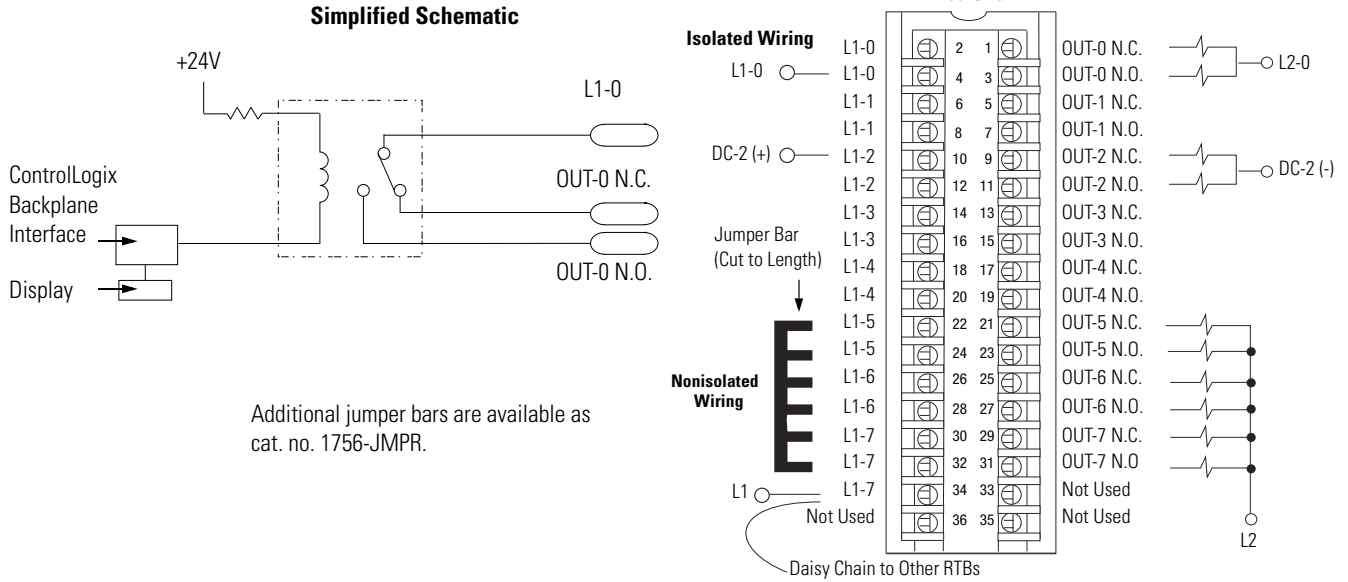 Simplified Schematic
+24V
L1-0
ControlLogix
Backplane
Interface
Display
OUT-0 N.C.
OUT-0 N.O.
Additional jumper bars are available as
cat. no. 1756-JMPR.
Isolated Wiring
L1-0
DC-2 (+)
Jumper Bar
(Cut to Length)
Nonisolated
Wiring
L1
L1-0 2 1 OUT-0 N.C.
L1-0 4 3 OUT-0 N.O.
L1-1 6 5 OUT-1 N.C.
L1-1 8 7 OUT-1 N.O.
L1-2 10 9 OUT-2 N.C.
L1-2 12 11 OUT-2 N.O.
L1-3 14 13 OUT-3 N.C.
L1-3 16 15 OUT-3 N.O.
L1-4 18 17 OUT-4 N.C.
L1-4 20 19 OUT-4 N.O.
L1-5 22 21 OUT-5 N.C.
L1-5 24 23 OUT-5 N.O.
L1-6 26 25 OUT-6 N.C.
L1-6 28 27 OUT-6 N.O.
L1-7 30 29 OUT-7 N.C.
L1-7 32 31 OUT-7 N.O
L1-7 34 33 Not Used
Not Used 36 35 Not Used
L2-0
DC-2 (-)
L2
Daisy Chain to Other RTBs